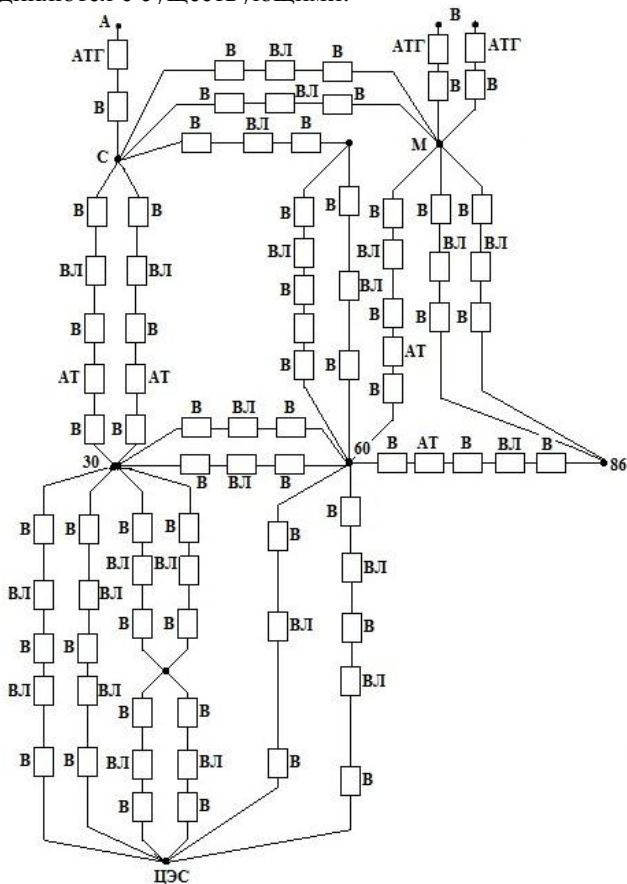 А В
АТГ АТГ АТГ
В ВЛ В
В В В
В ВЛ В
В ВЛ В
С М
В В В В В В В
ВЛ ВЛ ВЛ ВЛ ВЛ ВЛ ВЛ
В В В В В В
АТ АТ АТ
В В В В В
В ВЛ В
30 60 В АТ В ВЛ В 86
В ВЛ В
В В В В В В
ВЛ ВЛ ВЛ ВЛ ВЛ ВЛ
В В В В В
ВЛ ВЛ ВЛ
В В
В В ВЛ ВЛ В В
В В
ЦЭС